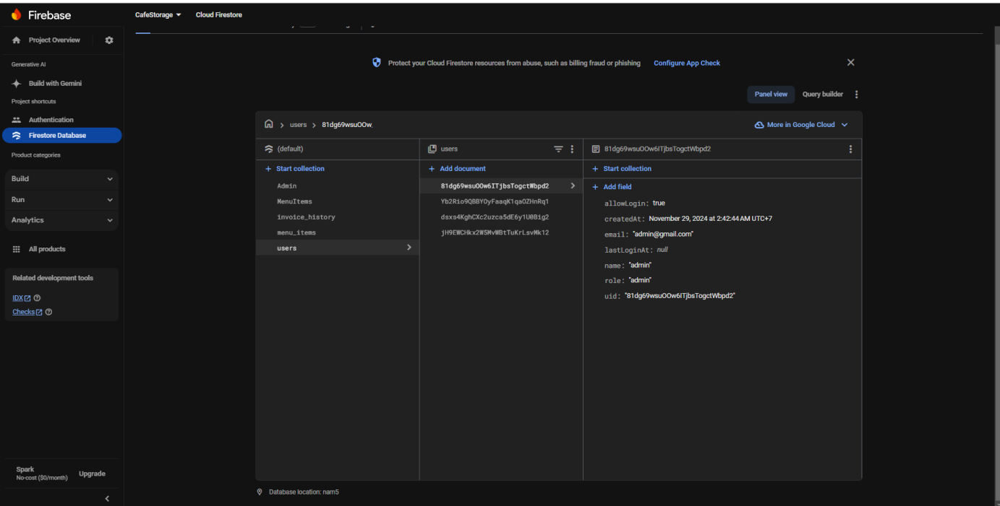 Firebase
CafeStorage
Cloud Firestore
Project Overview
Generative AI
Build with Gemini
Project shortcuts
Authentication
Firestore Database
Product categories
Build
Run
Analytics
All products
Related development tools
IDX
Checks
Spark
No-cost ($0/month)
Upgrade
Protect your Cloud Firestore resources from abuse, such as billing fraud or phishing Configure App Check
Panel view Query builder
users > 81dg69wsu0Ow.
More in Google Cloud
(default)
+ Start collection
Admin
MenuItems
invoice_history
menu_items
users
users
+ Add document
81dg69wsu0Ow6ITjbsTogctWbpd2
Yb2Rio9QBBYOyFaaqK1qaOZHnRq1
dsxs4KghCXc2uzca5dE6y1U0Big2
jH9EWCHkx2W5MvWBtTuKrLsvMk12
81dg69wsu0Ow6ITjbsTogctWbpd2
+ Start collection
+ Add field
allowLogin: true
createdAt: November 29, 2024 at 2:42:44 AM UTC+7
email: "admin@gmail.com"
lastLoginAt: null
name: "admin"
role: "admin"
uid: "81dg69wsu0Ow6ITjbsTogctWbpd2"
Database location: nam5